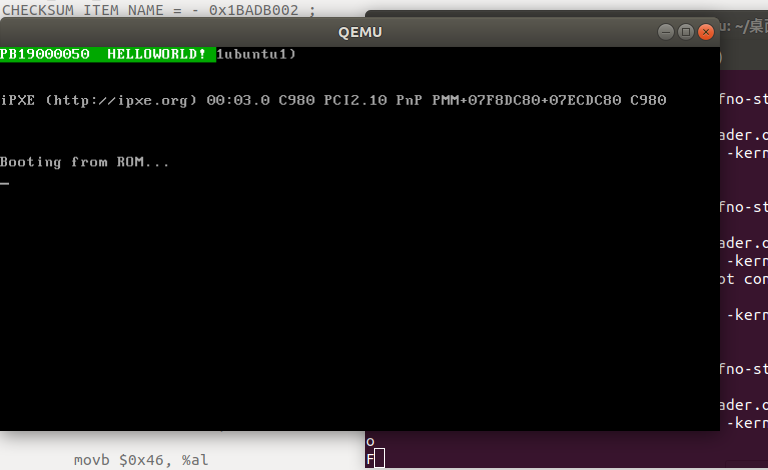 CHECKSUM ITEM NAME = - 0x1BADB002 ;
QEMU
u: ~/桌面
PB19000050  HELLOWORLD! 1ubuntu1)
)
iPXE (http://ipxe.org) 00:03.0 C980 PCI2.10 PnP PMM+07F8DC80+07ECDC80 C980
Booting from ROM...
fno-st
ader.o
-kern
fno-st
ader.o
-kern
ot con
-kern
fno-st
ader.o
-kern
o
F
movb $0x46, %al